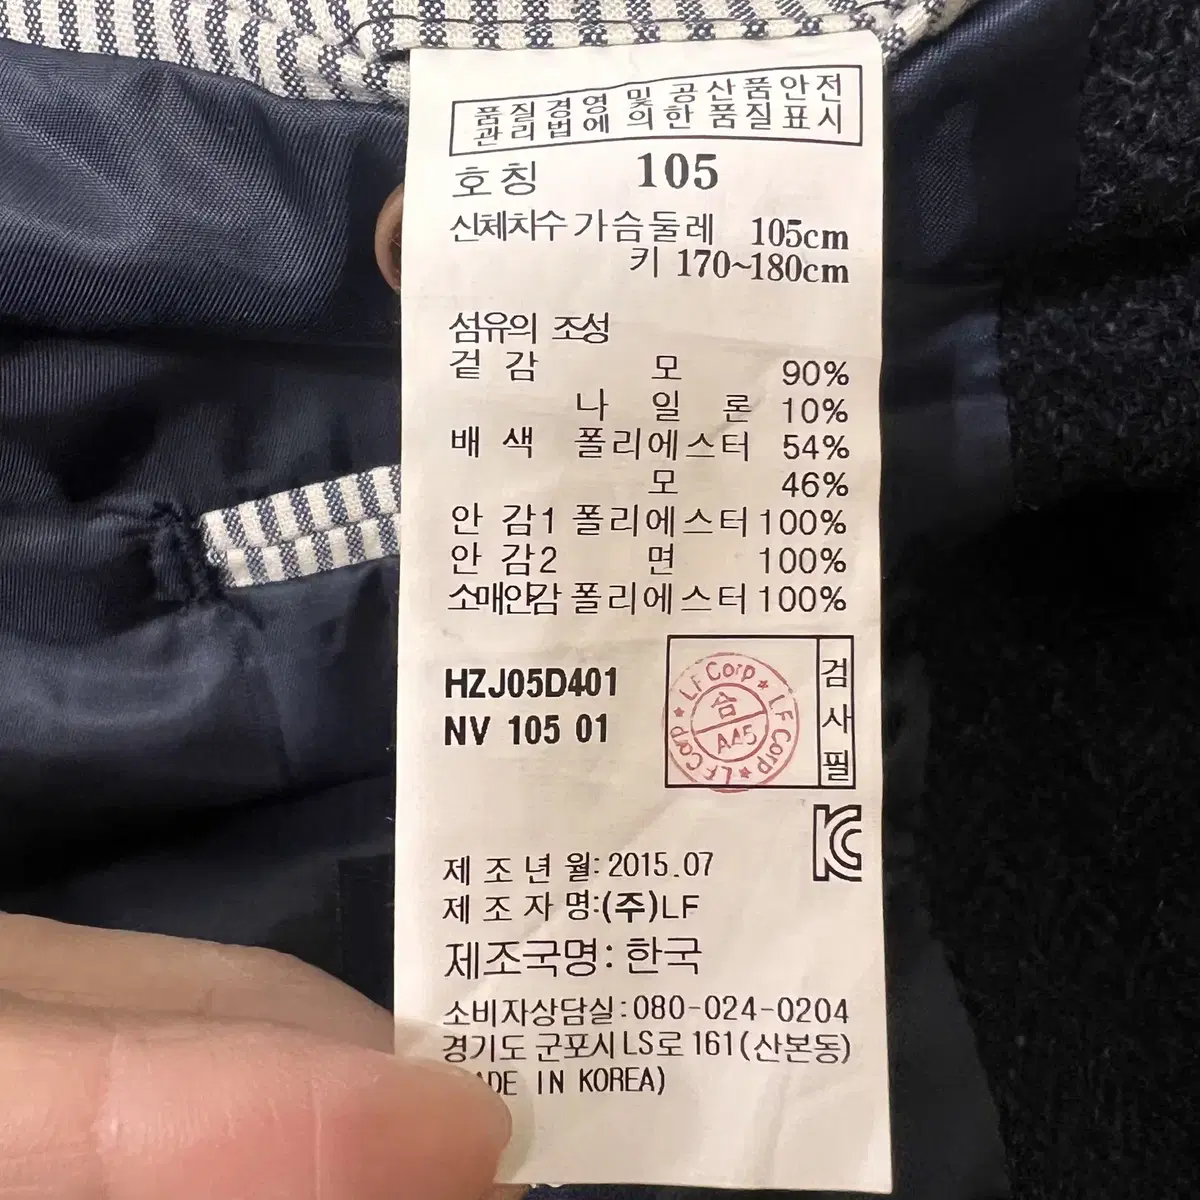 품질경영 및 공산품안전
관리법에 의한 품질표시
호칭 105
신체치수 가슴둘레 105cm
키 170~180cm
섬유의 조성
겉감 모 90%
나일론 10%
배색 폴리에스터 54%
모 46%
안감1 폴리에스터 100%
안감2 면 100%
소매안감 폴리에스터 100%
HZJ05D401
NV 105 01
LF Corp ★ LF Corp ★ LF Corp ★
合
A45
검사필
KC
제조년월: 2015.07
제조자명:(주)LF
제조국명: 한국
소비자상담실:080-024-0204
경기도 군포시 LS로 161(산본동)
ADE IN KOREA)